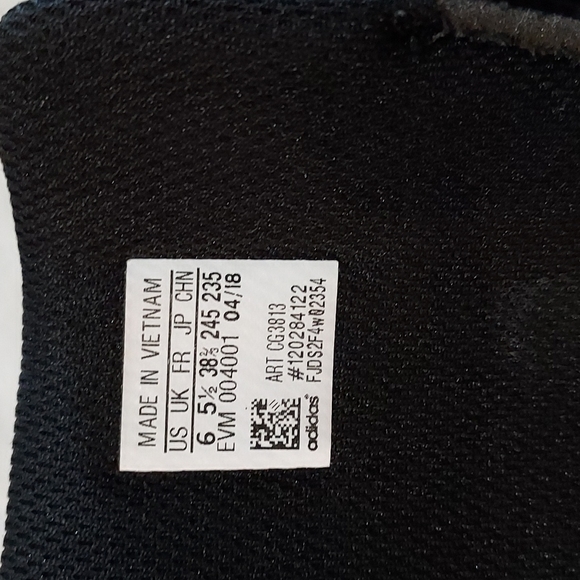 MADE IN VIETNAM
US UK FR JP CHN
6 5½ 38⅔ 245 235
EVM 004001 04/18
ART CG3813
#120284122
FJDS2F4W02354
adidas®